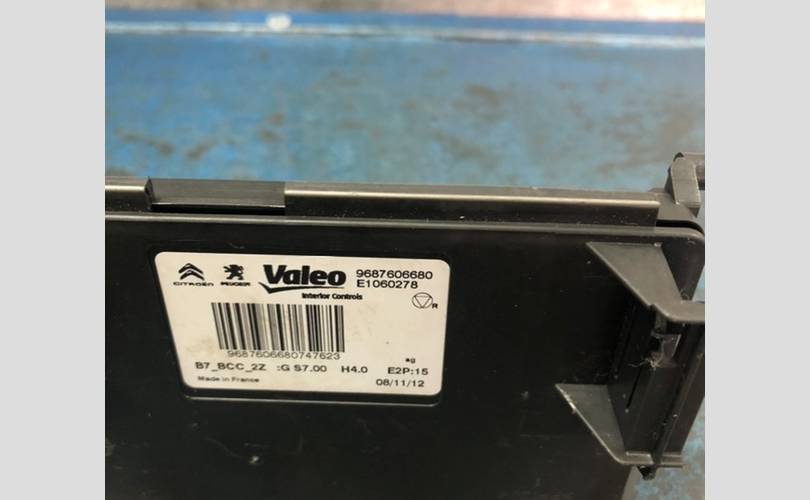 CITROËN PEUGEOT Valeo 9687606680
E1060278
Interior Controls
R
9687606680747623
*g
B7_BCC_2Z :G S7.00 H4.0 E2P:15
Made in France 08/11/12